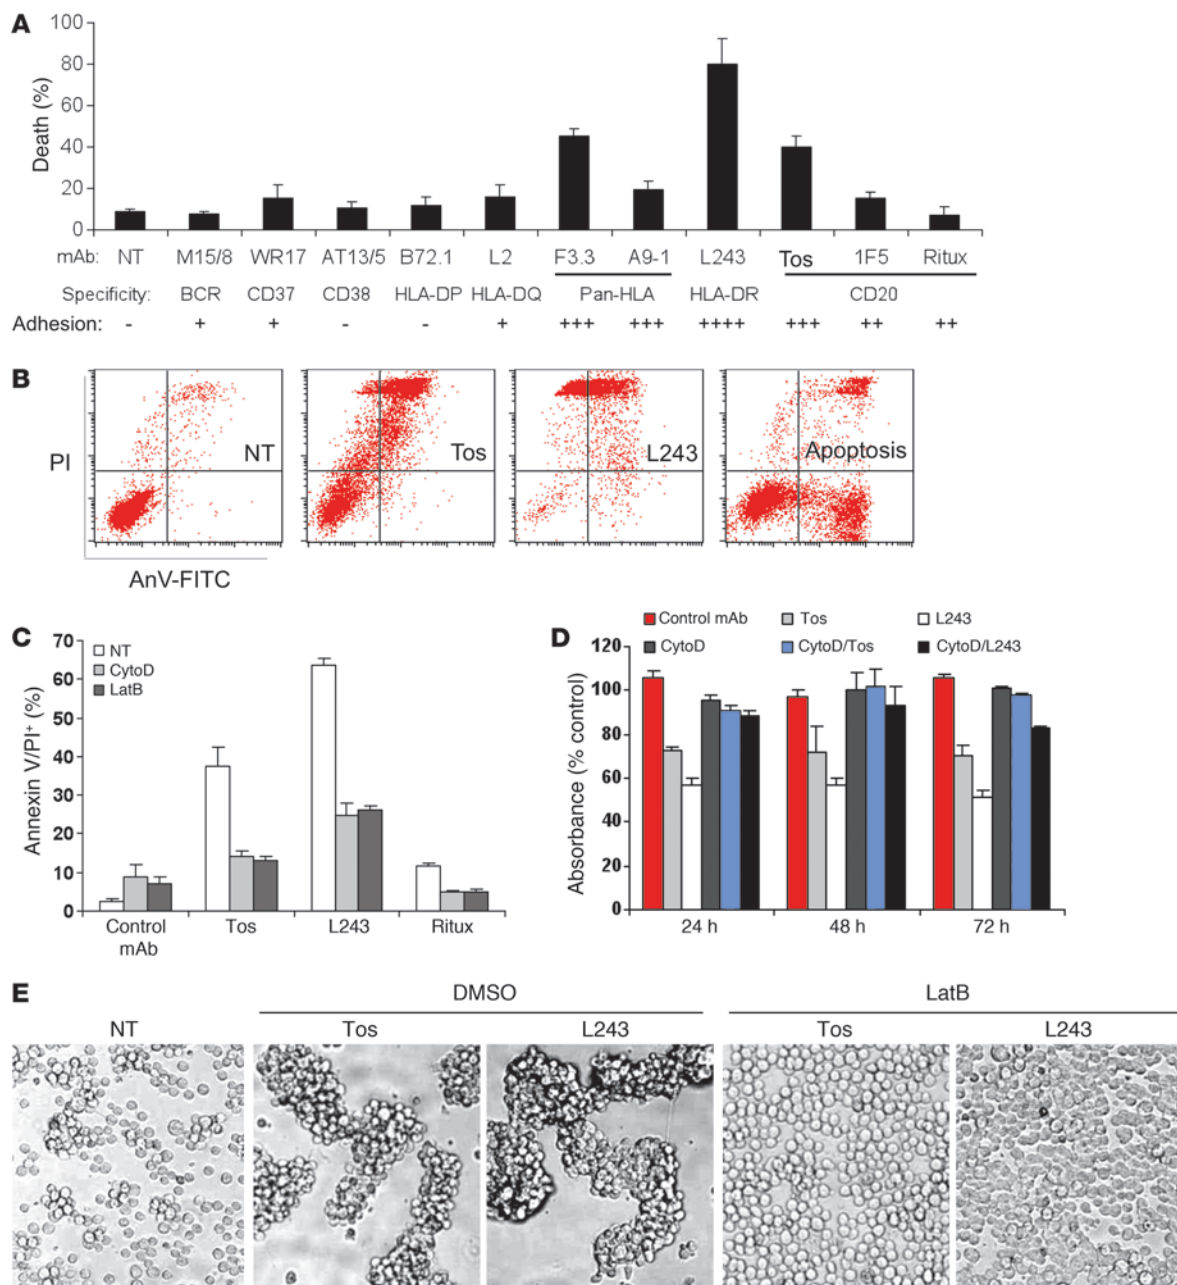 A
Death (%)
100
80
60
40
20
0
mAb: NT M15/8 WR17 AT13/5 B72.1 L2 F3.3 A9-1 L243 Tos 1F5 Ritux
Specificity: BCR CD37 CD38 HLA-DP HLA-DQ Pan-HLA HLA-DR CD20
Adhesion: - + + - - + +++ +++ ++++ +++ ++ ++
B
PI
NT
Tos
L243
Apoptosis
AnV-FITC
C
Annexin V/PI⁺ (%)
70
60
50
40
30
20
10
0
NT
CytoD
LatB
Control mAb Tos L243 Ritux
D
Control mAb Tos L243
CytoD CytoD/Tos CytoD/L243
Absorbance (% control)
120
100
80
60
40
20
0
24 h 48 h 72 h
E
DMSO LatB
NT Tos L243 Tos L243